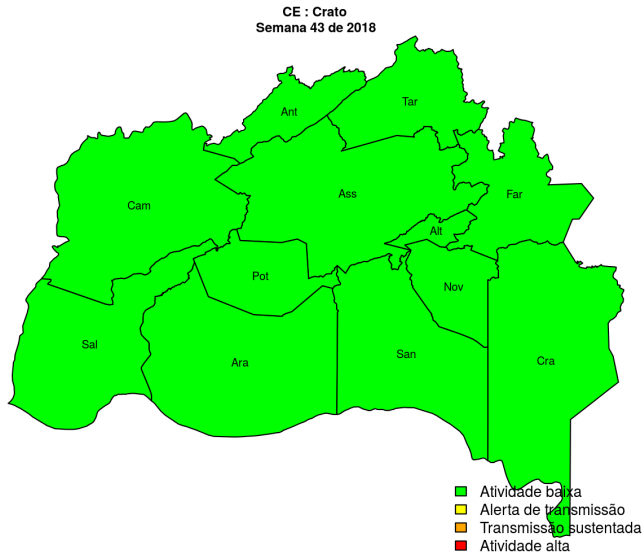 CE : Crato
Semana 43 de 2018
Tar
Ant
Ass
Far
Cam
Alt
Pot
Nov
Sal
San
Cra
Ara
Atividade baixa
Alerta de transmissão
Transmissão sustentada
Atividade alta